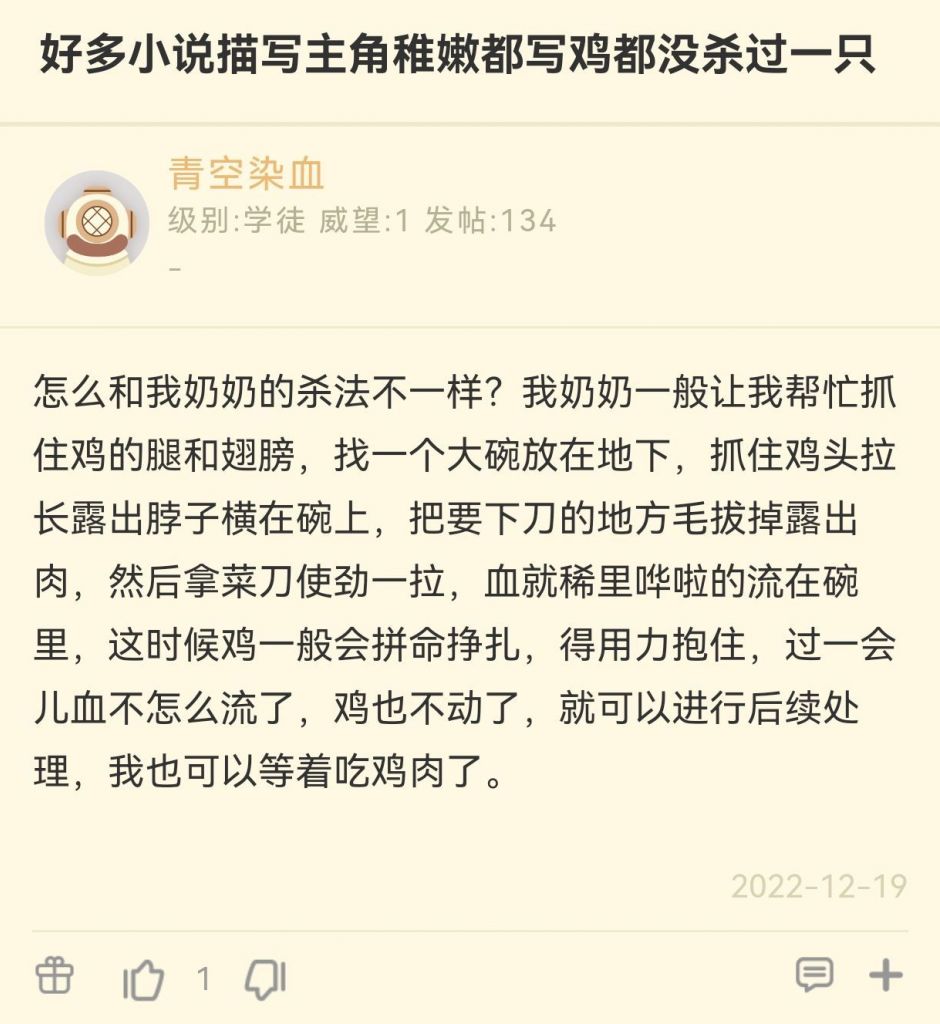 好多小说描写主角稚嫩都写鸡都没杀过一只
青空染血
级别:学徒 威望:1 发帖:134
-
怎么和我奶奶的杀法不一样？我奶奶一般让我帮忙抓
住鸡的腿和翅膀，找一个大碗放在地下，抓住鸡头拉
长露出脖子横在碗上，把要下刀的地方毛拔掉露出
肉，然后拿菜刀使劲一拉，血就稀里哗啦的流在碗
里，这时候鸡一般会拼命挣扎，得用力抱住，过一会
儿血不怎么流了，鸡也不动了，就可以进行后续处
理，我也可以等着吃鸡肉了。
2022-12-19
1